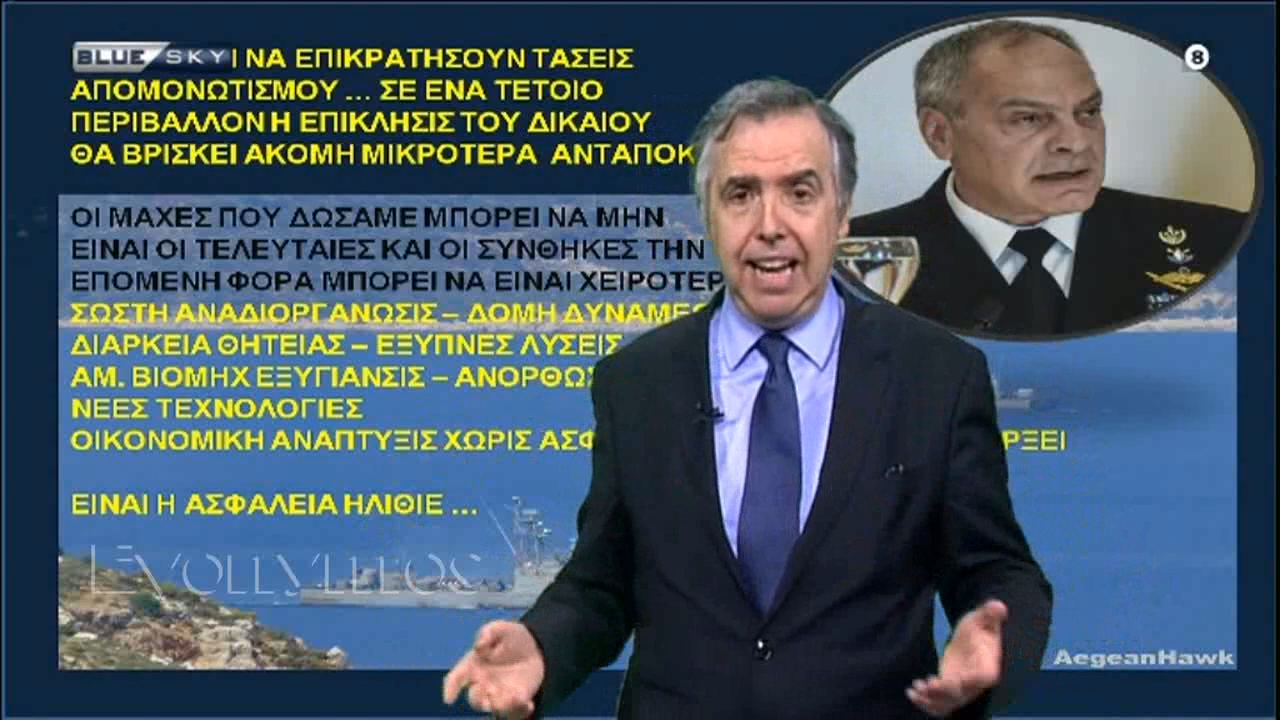 BLUE SKY
ΝΑ ΕΠΙΚΡΑΤΗΣΟΥΝ ΤΑΣΕΙΣ
8
ΑΠΟΜΟΝΩΤΙΣΜΟΥ ... ΣΕ ΕΝΑ ΤΕΤΟΙΟ
ΠΕΡΙΒΑΛΛΟΝ Η ΕΠΙΚΛΗΣΙΣ ΤΟΥ ΔΙΚΑΙΟΥ
ΘΑ ΒΡΙΣΚΕΙ ΑΚΟΜΗ ΜΙΚΡΟΤΕΡΑ
ΟΙ ΜΑΧΕΣ ΠΟΥ ΔΩΣΑΜΕ ΜΠΟΡΕΙ ΝΑ ΜΗΝ
ΕΙΝΑΙ ΟΙ ΤΕΛΕΥΤΑΙΕΣ ΚΑΙ ΟΙ ΣΥΝΘΗΚΕΣ ΤΗΝ
ΕΠΟΜΕΝΗ ΦΟΡΑ ΜΠΟΡΕΙ ΝΑ ΕΙΝΑΙ
ΣΩΣΤΗ ΑΝΑΔΙΟΡΓΑΝΩΣΙΣ – ΔΟΜΗ
ΔΙΑΡΚΕΙΑ ΘΗΤΕΙΑΣ – ΕΞΥΠΝΕΣ ΛΥΣΕΙΣ
ΑΜ. ΒΙΟΜΗΧ ΕΞΥΓΙΑΝΣΙΣ –
ΝΕΕΣ ΤΕΧΝΟΛΟΓΙΕΣ
ΟΙΚΟΝΟΜΙΚΗ ΑΝΑΠΤΥΞΙΣ ΧΩΡΙΣ
ΕΙΝΑΙ Η ΑΣΦΑΛΕΙΑ ΗΛΙΘΙΕ ...
AegeanHawk